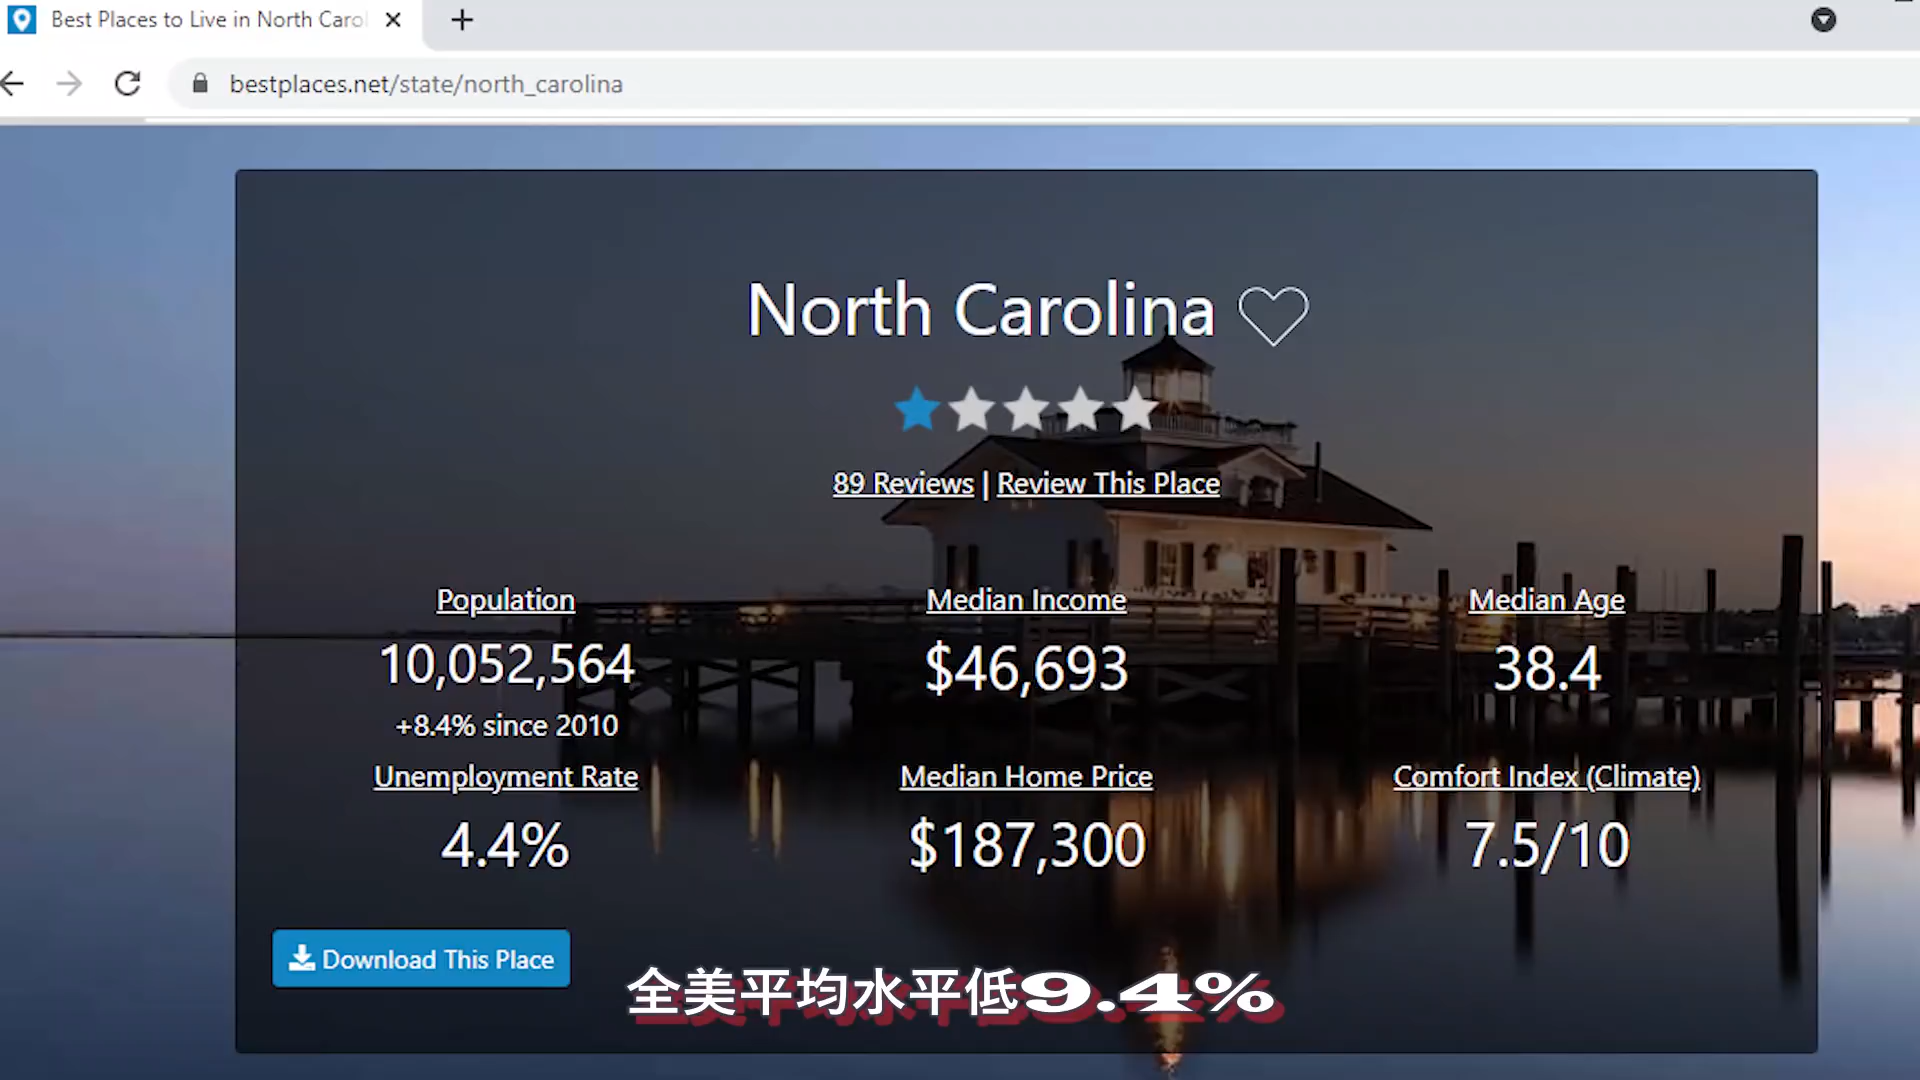 Best Places to Live in North Carol
bestplaces.net/state/north_carolina
North Carolina
89 Reviews | Review This Place
Population
10,052,564
+8.4% since 2010
Median Income
$46,693
Median Age
38.4
Unemployment Rate
4.4%
Median Home Price
$187,300
Comfort Index (Climate)
7.5/10
Download This Place
全美平均水平低9.4%